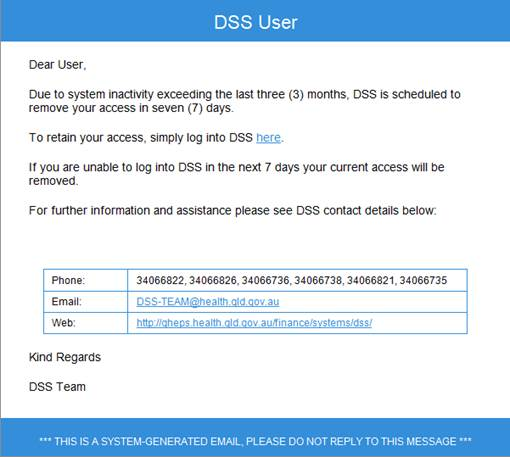 DSS User
Dear User,
Due to system inactivity exceeding the last three (3) months, DSS is scheduled to
remove your access in seven (7) days.
To retain your access, simply log into DSS here.
If you are unable to log into DSS in the next 7 days your current access will be
removed.
For further information and assistance please see DSS contact details below:
Phone: 34066822, 34066826, 34066736, 34066738, 34066821, 34066735
Email: DSS-TEAM@health.qld.gov.au
Web: http://qheps.health.qld.gov.au/finance/systems/dss/
Kind Regards
DSS Team
*** THIS IS A SYSTEM-GENERATED EMAIL, PLEASE DO NOT REPLY TO THIS MESSAGE ***